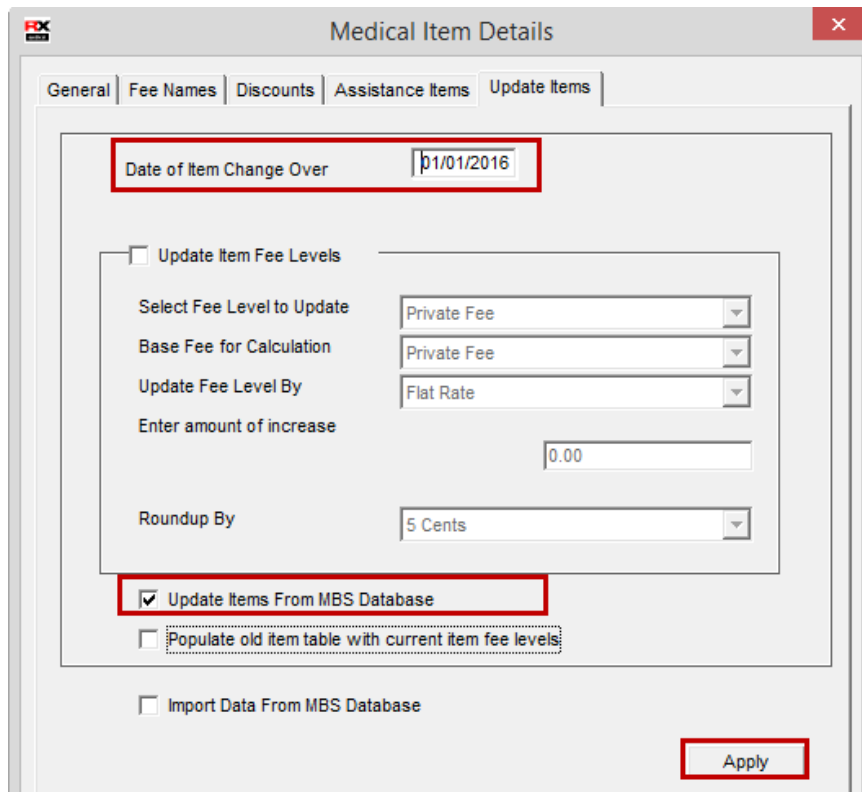 RX
Medical Item Details
×
General Fee Names Discounts Assistance Items Update Items
Date of Item Change Over 01/01/2016
Update Item Fee Levels
Select Fee Level to Update Private Fee
Base Fee for Calculation Private Fee
Update Fee Level By Flat Rate
Enter amount of increase
0.00
Roundup By 5 Cents
Update Items From MBS Database
Populate old item table with current item fee levels
Import Data From MBS Database
Apply